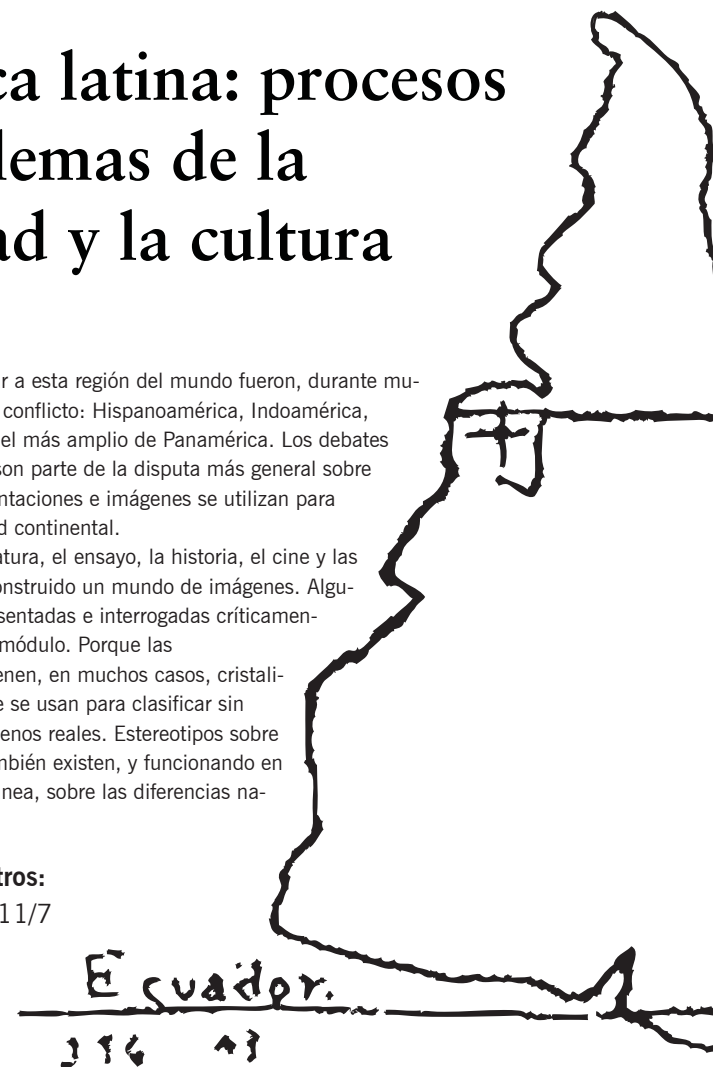 ca latina: procesos
lemas de la
ad y la cultura
r a esta región del mundo fueron, durante mu-
conflicto: Hispanoamérica, Indoamérica,
el más amplio de Panamérica. Los debates
son parte de la disputa más general sobre
ntaciones e imágenes se utilizan para
d continental.
atura, el ensayo, la historia, el cine y las
onstruido un mundo de imágenes. Algu-
sentadas e interrogadas críticamen-
módulo. Porque las
enen, en muchos casos, cristali-
e se usan para clasificar sin
enos reales. Estereotipos sobre
mbién existen, y funcionando en
nea, sobre las diferencias na-
tros:
11/7
Ecuador.